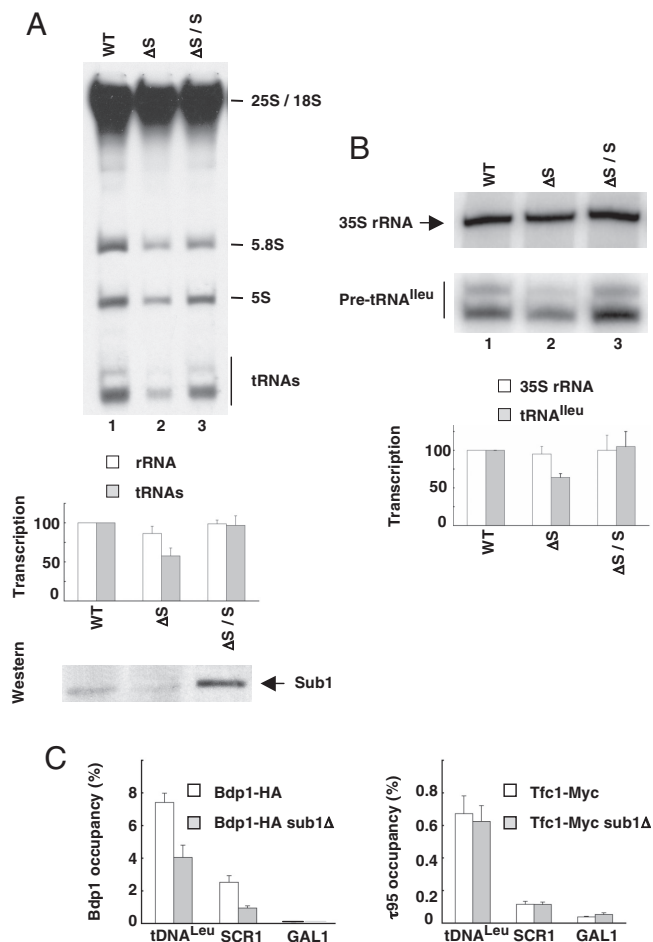 A
WT
ΔS
ΔS / S
25S / 18S
5.8S
5S
tRNAs
1 2 3
rRNA
tRNAs
Transcription
100
50
0
WT
ΔS
ΔS / S
Western
Sub1
B
WT
ΔS
ΔS / S
35S rRNA
Pre-tRNAIleu
1 2 3
35S rRNA
tRNAIleu
Transcription
100
50
0
WT
ΔS
ΔS / S
C
Bdp1 occupancy (%)
8
6
4
2
0
Bdp1-HA
Bdp1-HA sub1Δ
tDNALeu SCR1 GAL1
τ95 occupancy (%)
0.8
0.6
0.4
0.2
0
Tfc1-Myc
Tfc1-Myc sub1Δ
tDNALeu SCR1 GAL1